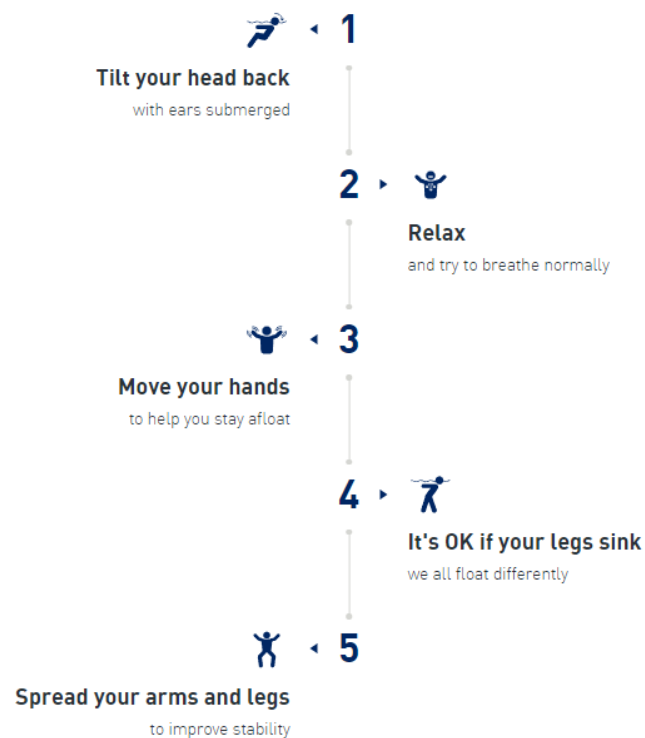 1
Tilt your head back
with ears submerged
2
Relax
and try to breathe normally
3
Move your hands
to help you stay afloat
4
It's OK if your legs sink
we all float differently
5
Spread your arms and legs
to improve stability